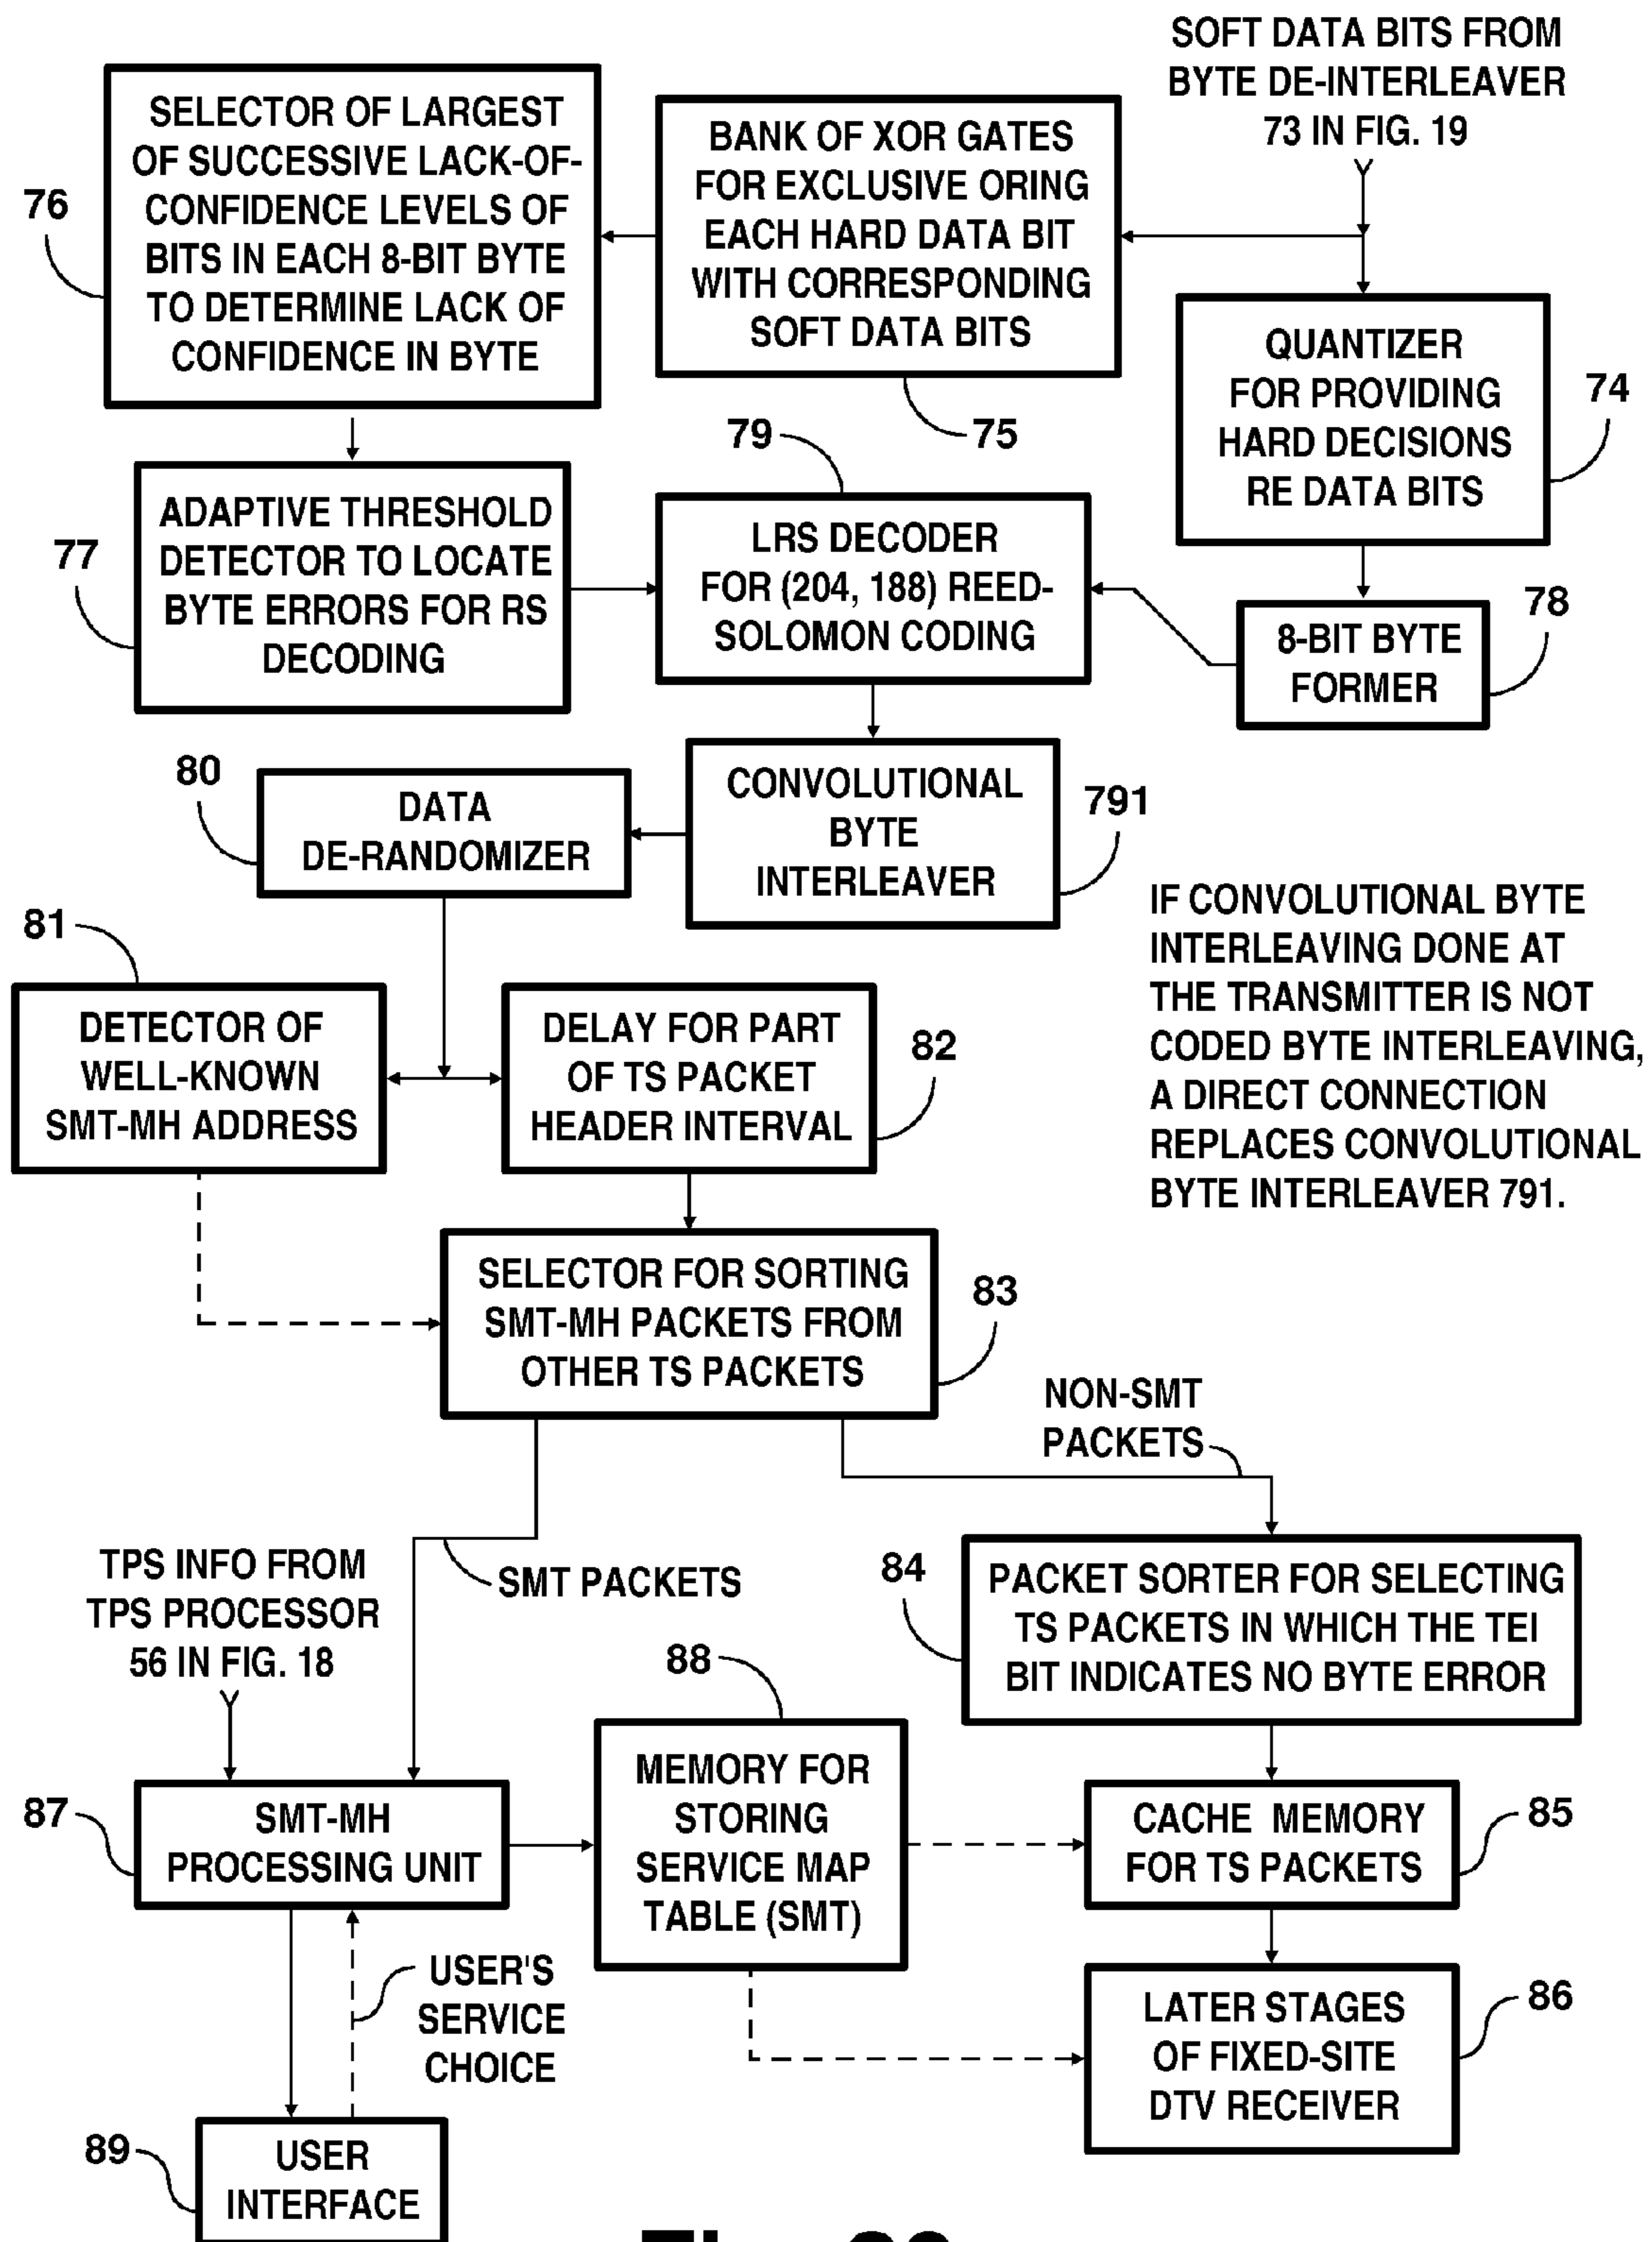 SOFT DATA BITS FROM
BYTE DE-INTERLEAVER
73 IN FIG. 19
SELECTOR OF LARGEST
OF SUCCESSIVE LACK-OF-
CONFIDENCE LEVELS OF
BITS IN EACH 8-BIT BYTE
TO DETERMINE LACK OF
CONFIDENCE IN BYTE
76
BANK OF XOR GATES
FOR EXCLUSIVE ORING
EACH HARD DATA BIT
WITH CORRESPONDING
SOFT DATA BITS
75
QUANTIZER
FOR PROVIDING
HARD DECISIONS
RE DATA BITS
74
ADAPTIVE THRESHOLD
DETECTOR TO LOCATE
BYTE ERRORS FOR RS
DECODING
77
79
LRS DECODER
FOR (204, 188) REED-
SOLOMON CODING
8-BIT BYTE
FORMER
78
80
DATA
DE-RANDOMIZER
CONVOLUTIONAL
BYTE
INTERLEAVER
791
IF CONVOLUTIONAL BYTE
INTERLEAVING DONE AT
THE TRANSMITTER IS NOT
CODED BYTE INTERLEAVING,
A DIRECT CONNECTION
REPLACES CONVOLUTIONAL
BYTE INTERLEAVER 791.
81
DETECTOR OF
WELL-KNOWN
SMT-MH ADDRESS
DELAY FOR PART
OF TS PACKET
HEADER INTERVAL
82
SELECTOR FOR SORTING
SMT-MH PACKETS FROM
OTHER TS PACKETS
83
NON-SMT
PACKETS
SMT PACKETS
TPS INFO FROM
TPS PROCESSOR
56 IN FIG. 18
84
PACKET SORTER FOR SELECTING
TS PACKETS IN WHICH THE TEI
BIT INDICATES NO BYTE ERROR
88
MEMORY FOR
STORING
SERVICE MAP
TABLE (SMT)
87
SMT-MH
PROCESSING UNIT
CACHE MEMORY
FOR TS PACKETS
85
USER'S
SERVICE
CHOICE
LATER STAGES
OF FIXED-SITE
DTV RECEIVER
86
89
USER
INTERFACE